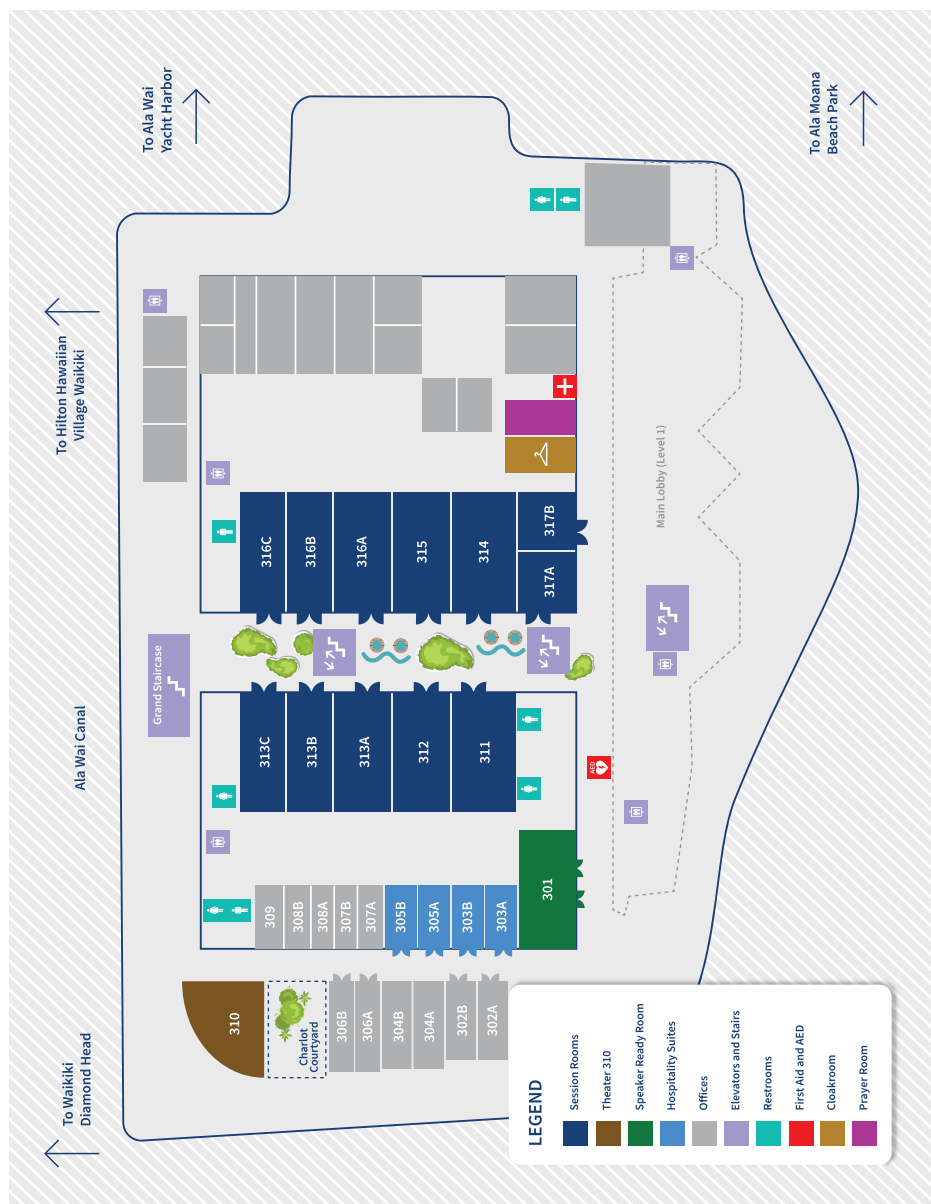 To Waikiki
Diamond Head
Ala Wai Canal
To Hilton Hawaiian
Village Waikiki
To Ala Wai
Yacht Harbor
To Ala Moana
Beach Park
Grand Staircase
316C
316B
316A
315
314
317B
317A
313C
313B
313A
312
311
309
308B
308A
307B
307A
305B
305A
303B
303A
301
310
Charlot
Courtyard
306B
306A
304B
304A
302B
302A
AED
Main Lobby (Level 1)
LEGEND
Session Rooms
Theater 310
Speaker Ready Room
Hospitality Suites
Offices
Elevators and Stairs
Restrooms
First Aid and AED
Cloakroom
Prayer Room